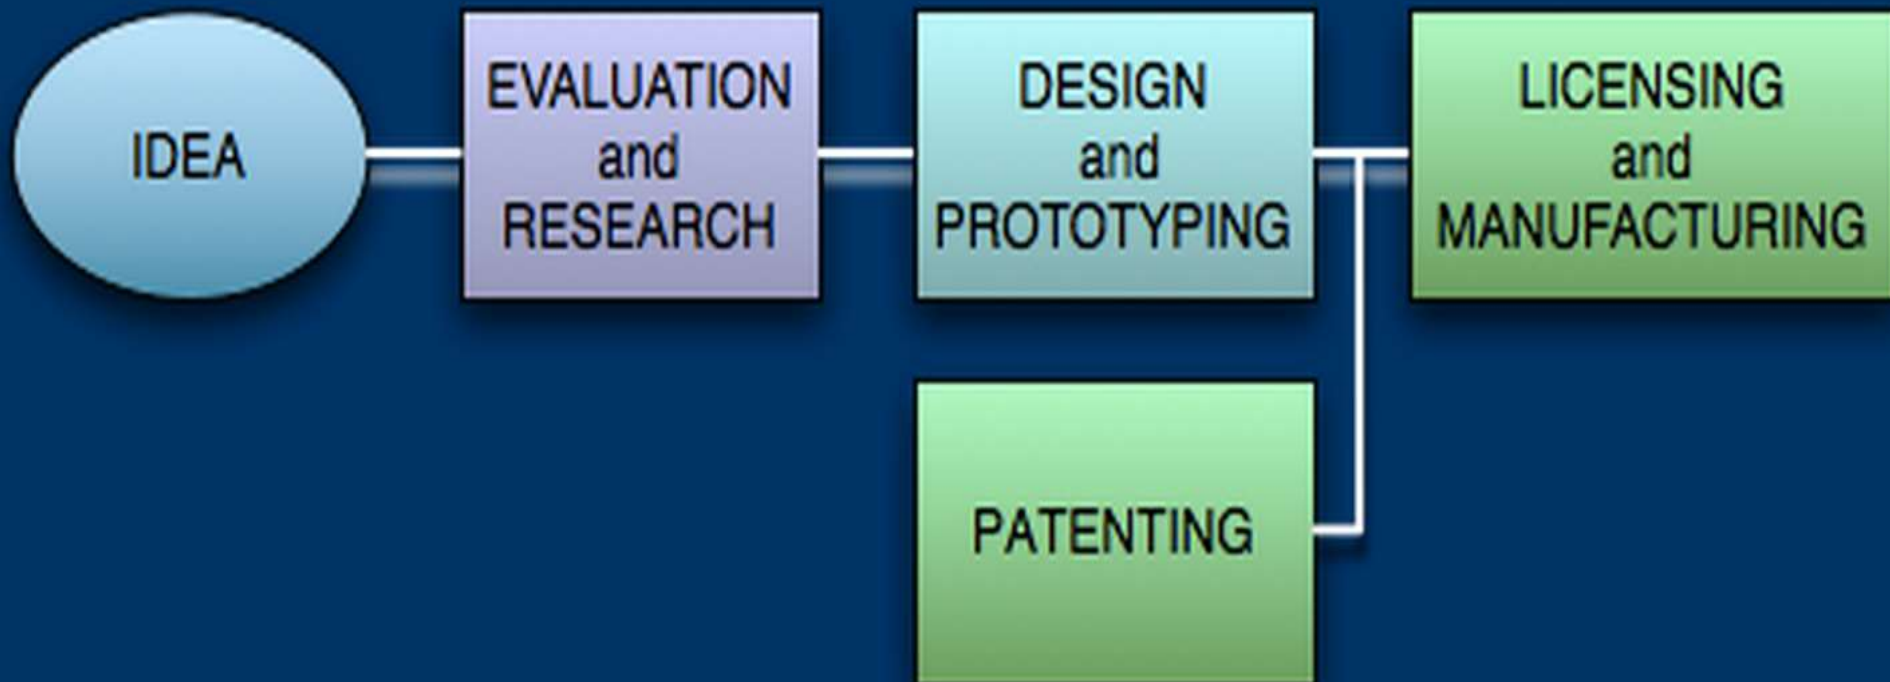 IDEA
EVALUATION
and
RESEARCH
DESIGN
and
PROTOTYPING
LICENSING
and
MANUFACTURING
PATENTING